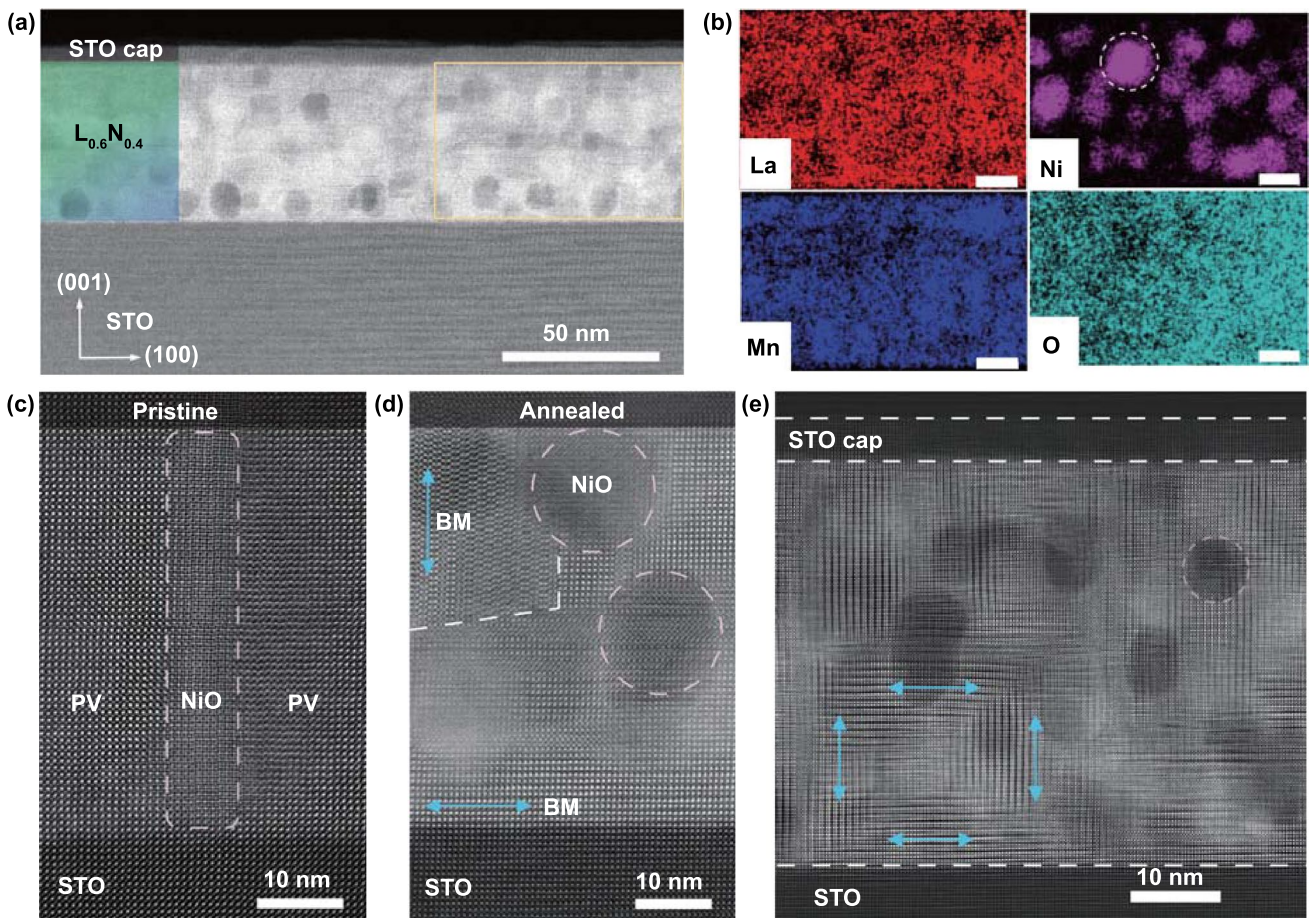 (a)
STO cap
L0.6N0.4
(001)
STO
(100)
50 nm
(b)
La
Ni
Mn
O
(c)
Pristine
PV
NiO
PV
STO
10 nm
(d)
Annealed
NiO
BM
BM
STO
10 nm
(e)
STO cap
STO
10 nm